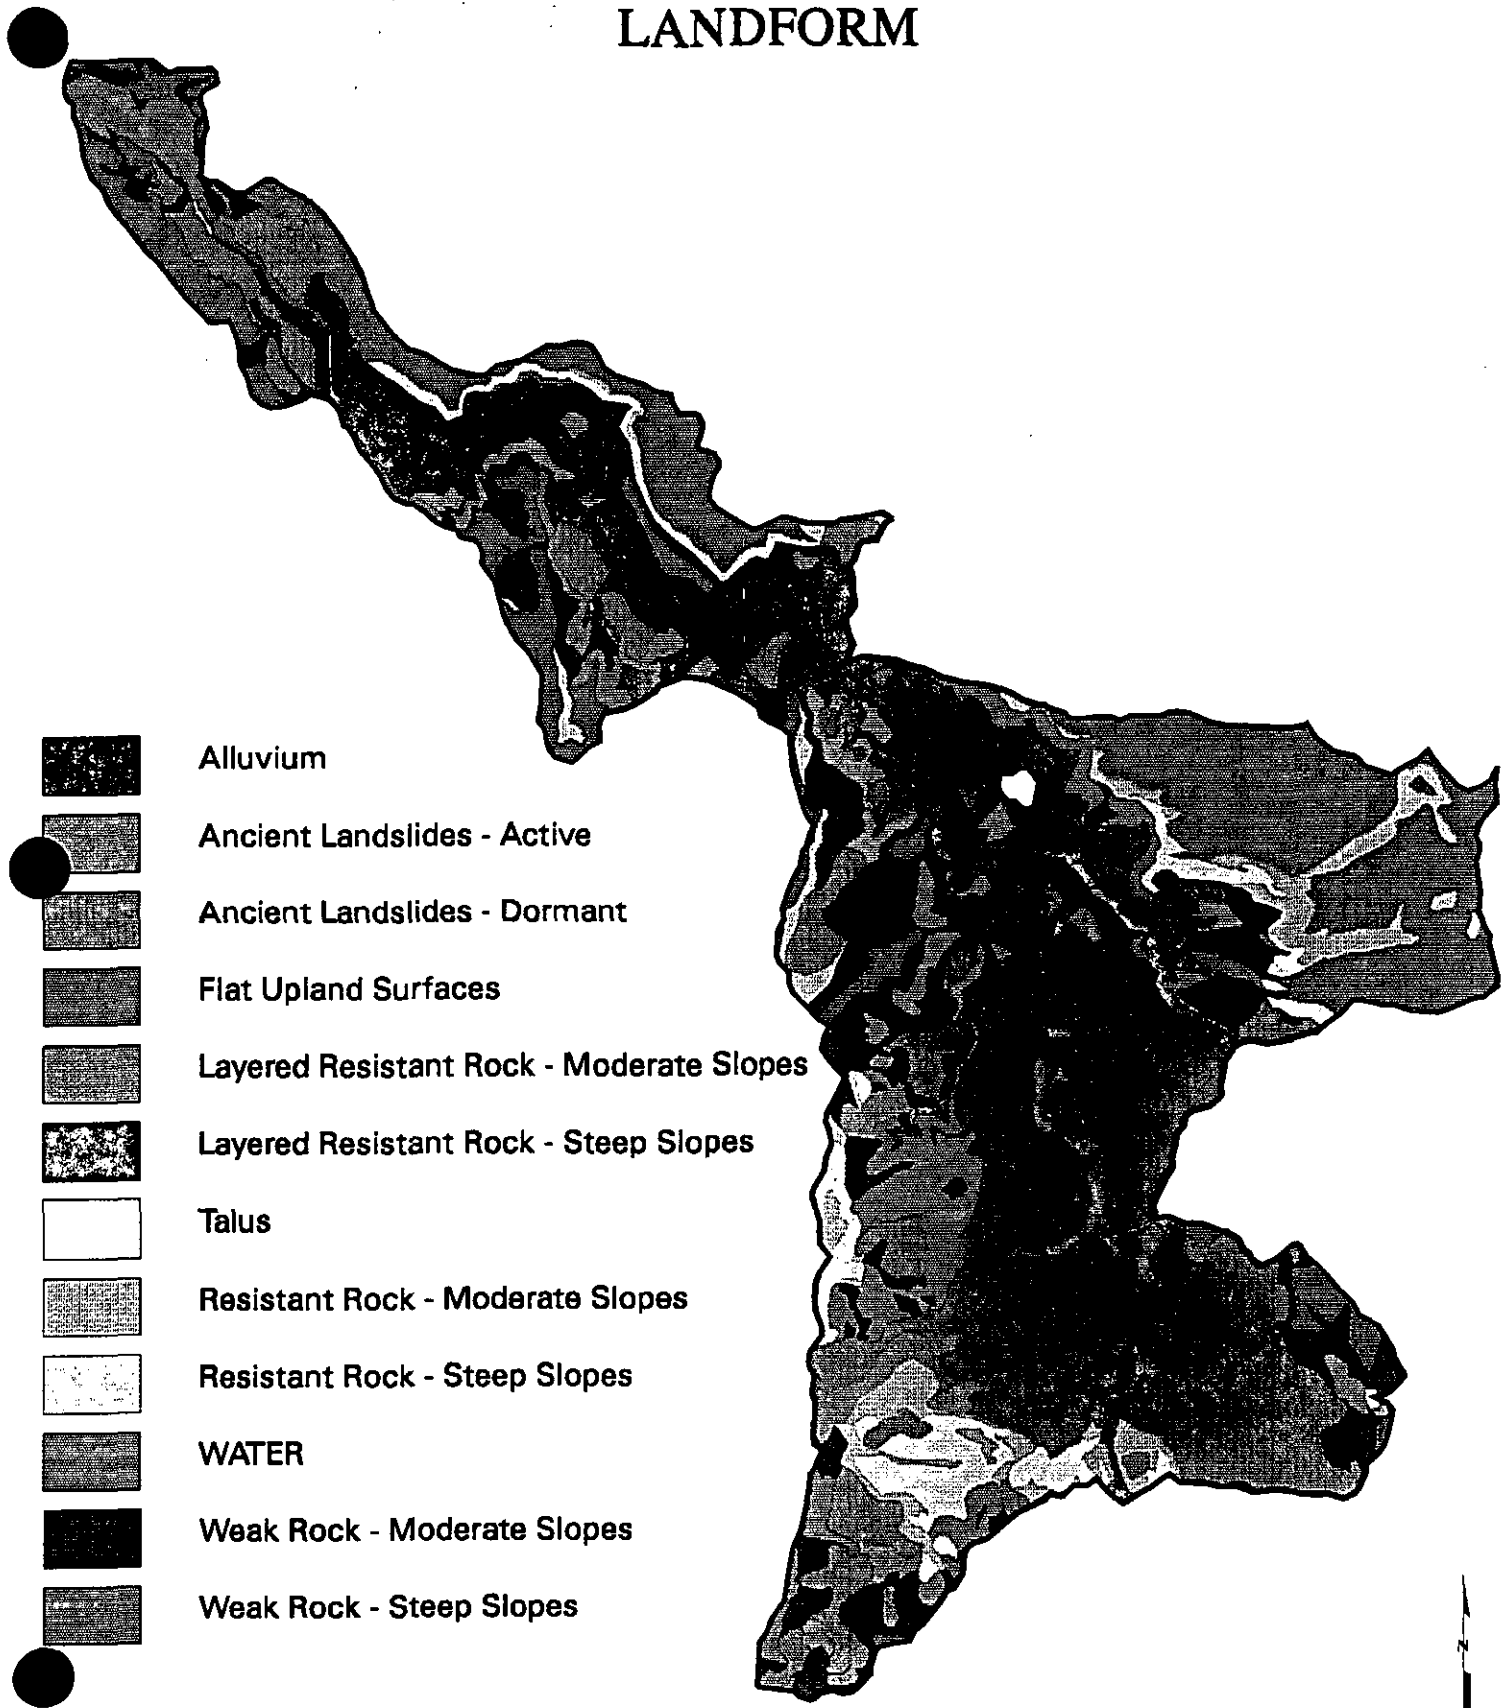 LANDFORM
Alluvium
Ancient Landslides - Active
Ancient Landslides - Dormant
Flat Upland Surfaces
Layered Resistant Rock - Moderate Slopes
Layered Resistant Rock - Steep Slopes
Talus
Resistant Rock - Moderate Slopes
Resistant Rock - Steep Slopes
WATER
Weak Rock - Moderate Slopes
Weak Rock - Steep Slopes
N